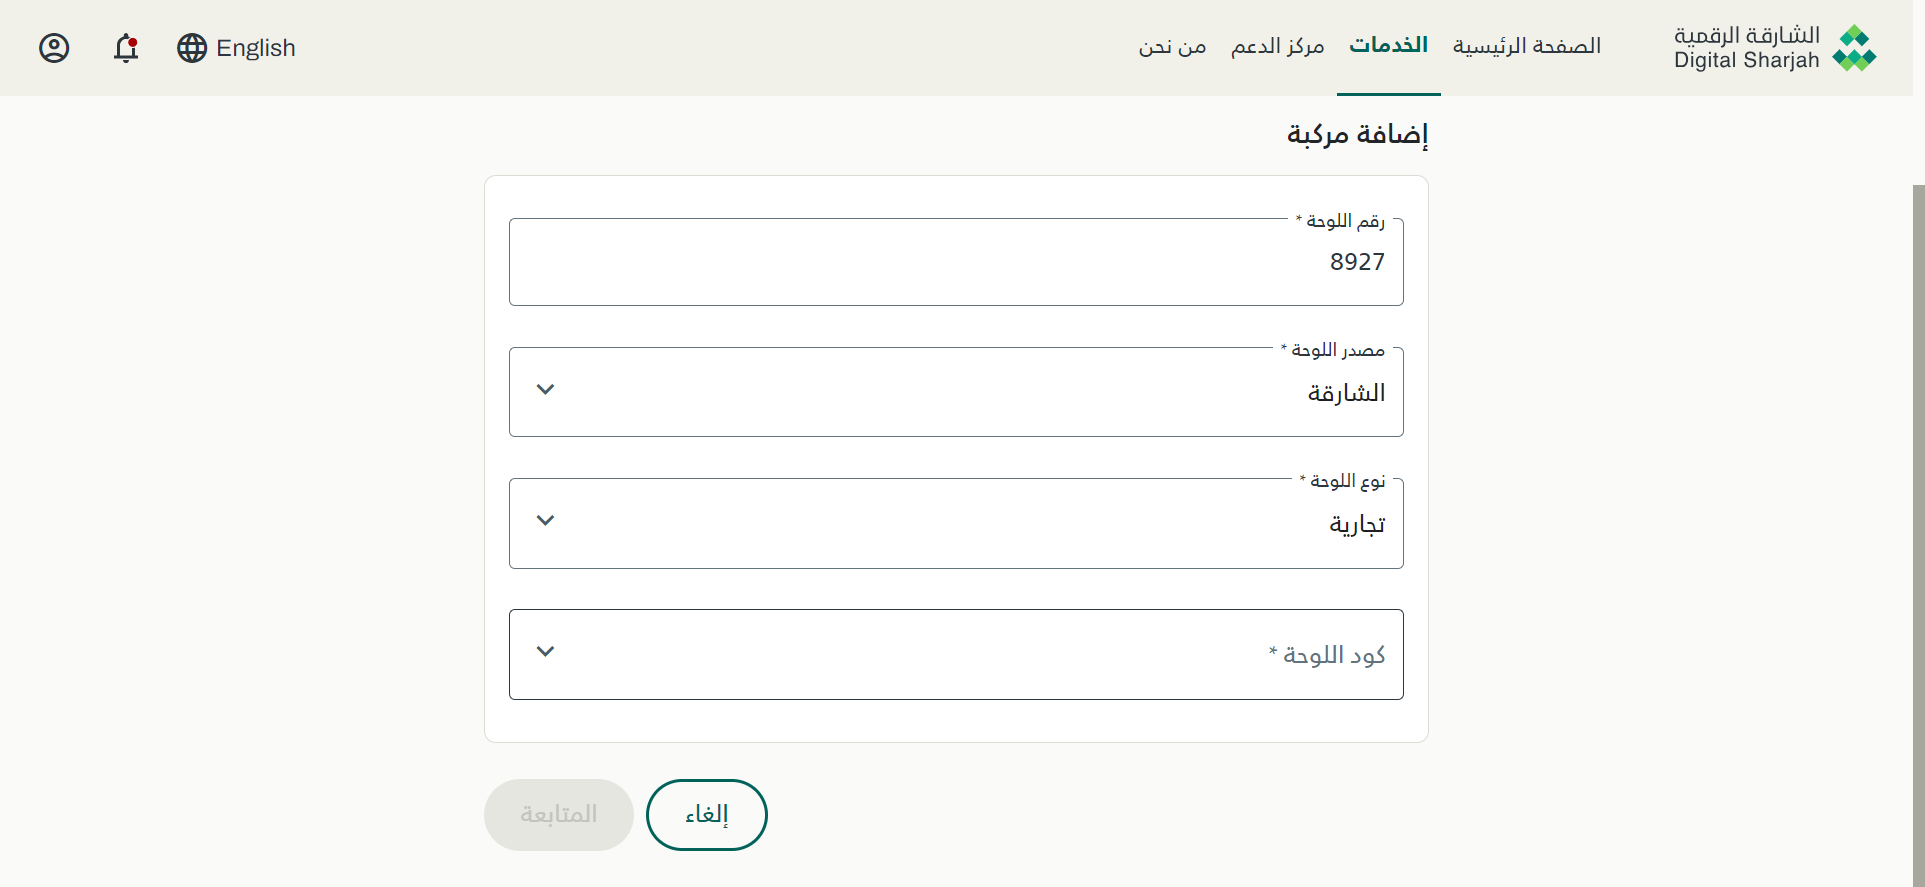 الشارقة الرقمية
Digital Sharjah
الصفحة الرئيسية
الخدمات
مركز الدعم
من نحن
English
إضافة مركبة
رقم اللوحة *
8927
مصدر اللوحة *
الشارقة
نوع اللوحة *
تجارية
كود اللوحة *
إلغاء
المتابعة